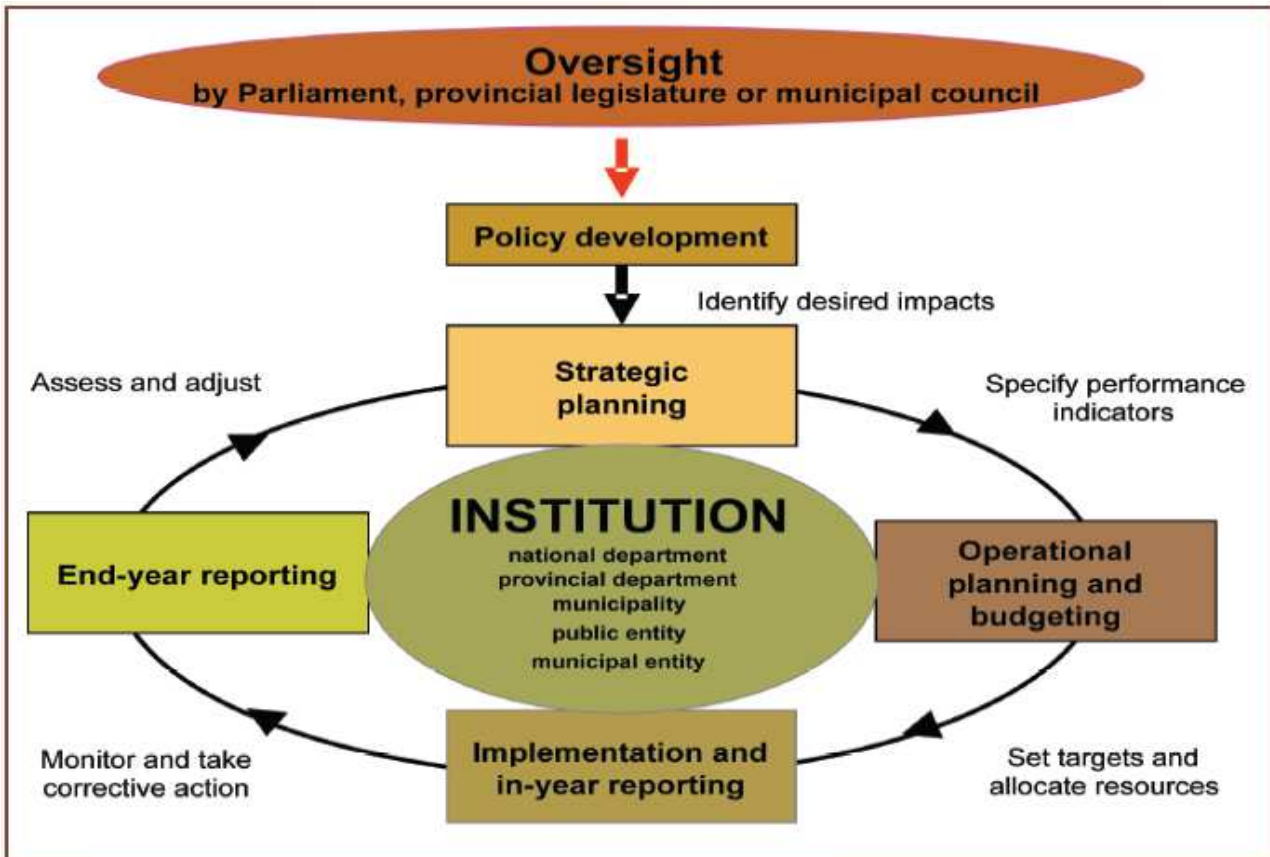 Oversight
by Parliament, provincial legislature or municipal council
Policy development
Identify desired impacts
Strategic
planning
Assess and adjust
Specify performance
indicators
INSTITUTION
national department
provincial department
municipality
public entity
municipal entity
End-year reporting
Operational
planning and
budgeting
Implementation and
in-year reporting
Monitor and take
corrective action
Set targets and
allocate resources